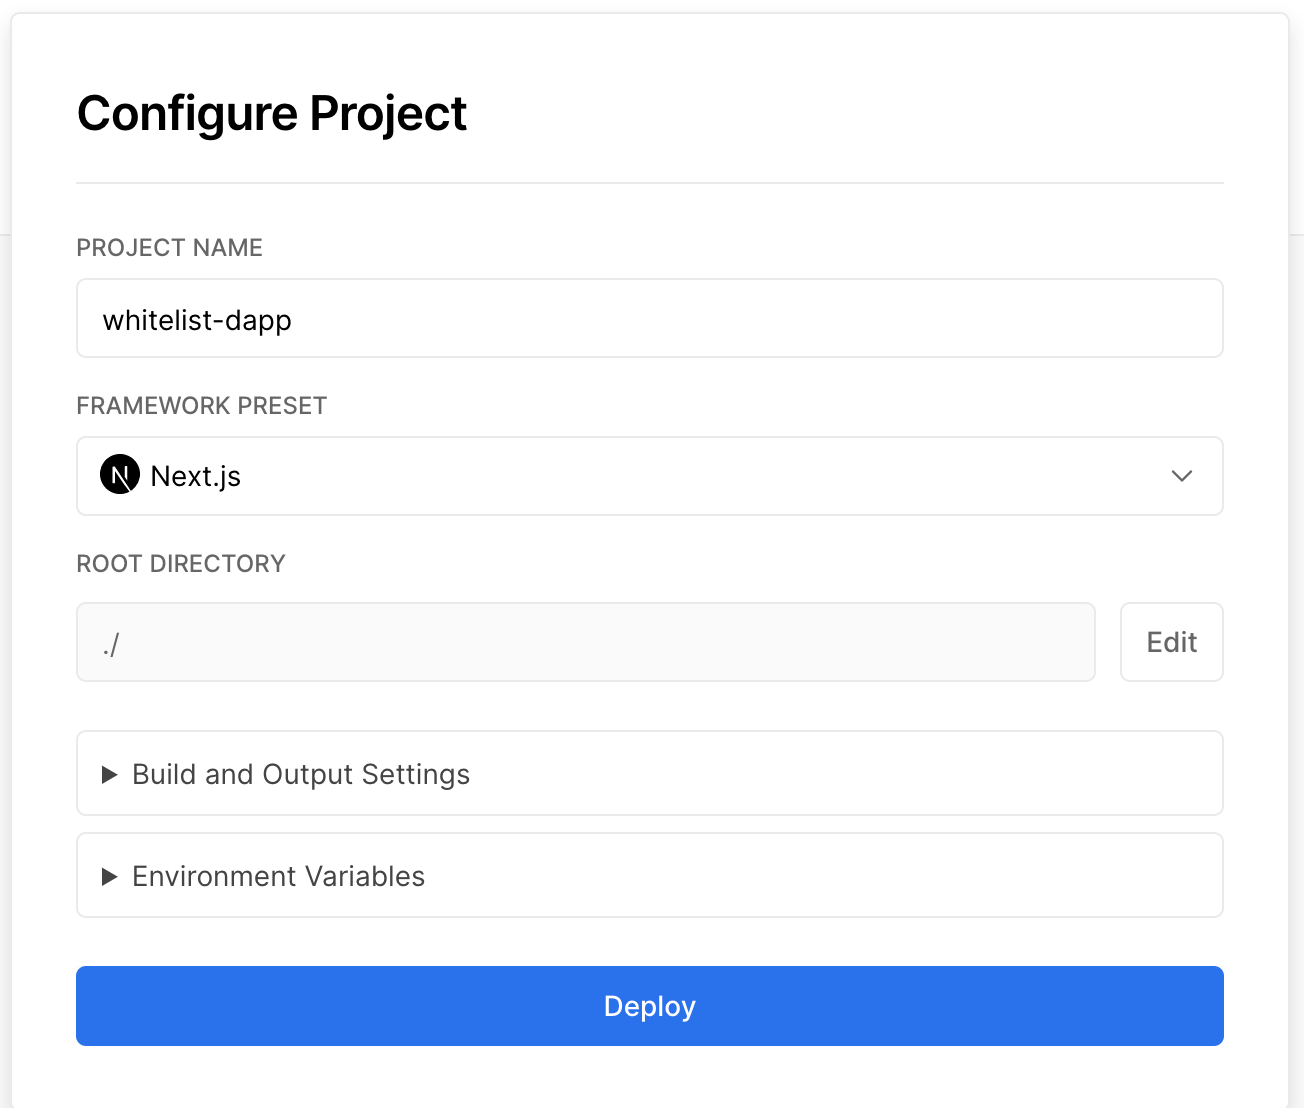 Configure Project
PROJECT NAME
whitelist-dapp
FRAMEWORK PRESET
N Next.js
ROOT DIRECTORY
./
Edit
Build and Output Settings
Environment Variables
Deploy